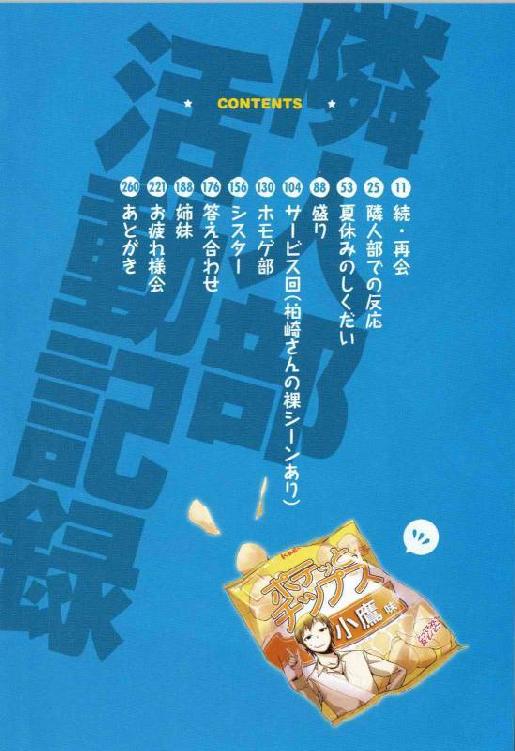 隣人部
活動記録
CONTENTS
11 続・再会
25 隣人部での反応
53 夏休みのしくだい
88 盛り
104 サービス回(柏崎さんの裸シーンあり)
130 ホモゲ部
156 シスター
176 答え合わせ
188 姉妹
221 お疲れ様会
260 あとがき
ポテッと
チップス
小鷹味